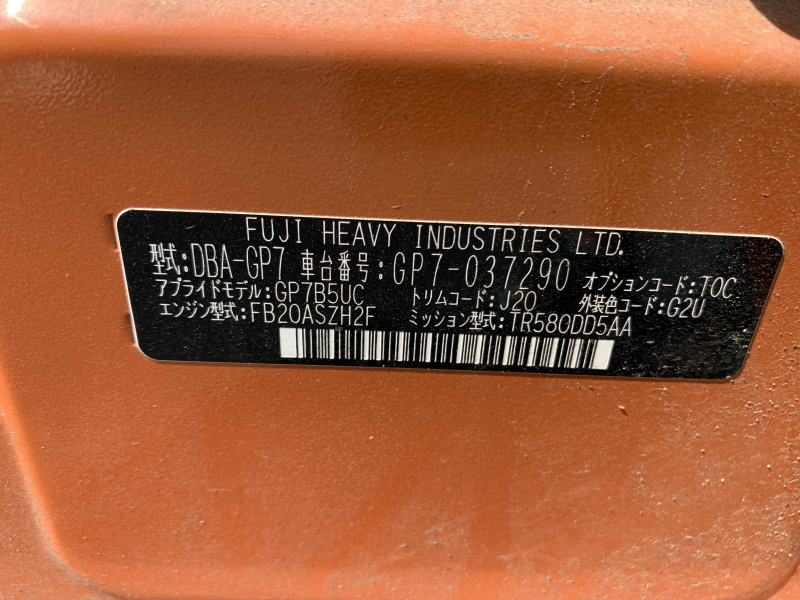 FUJI HEAVY INDUSTRIES LTD.
型式:DBA-GP7 車台番号:GP7-037290 オプションコード:TOC
アプライドモデル:GP7B5UC トリムコード:J20 外装色コード:G2U
エンジン型式:FB20ASZH2F ミッション型式:TR580DD5AA